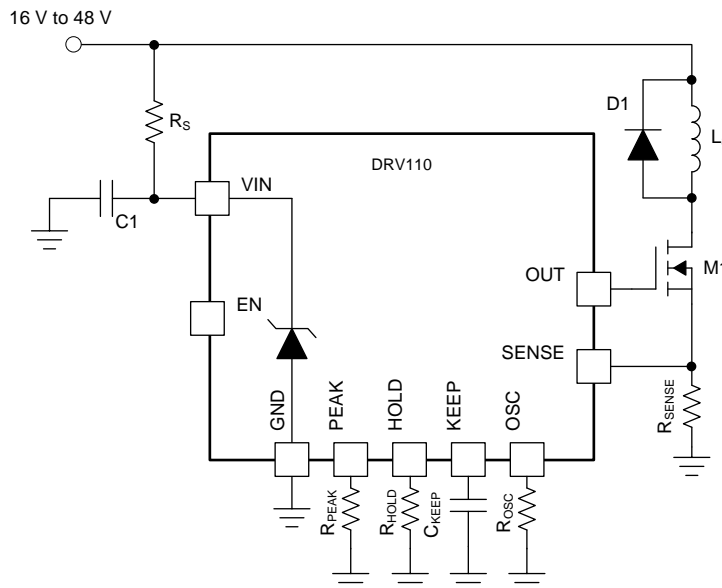 16 V to 48 V
RS
D1
L
DRV110
VIN
C1
M1
OUT
EN
SENSE
GND
PEAK
HOLD
KEEP
OSC
RSENSE
RPEAK
RHOLD
CKEEP
ROSC